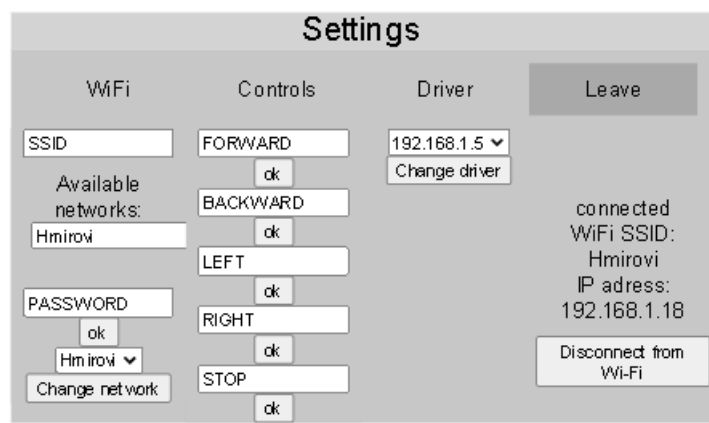 Settings
WiFi
Controls
Driver
Leave
SSID
Available
networks:
Hmirovi
PASSWORD
ok
Hmirovi
Change network
FORWARD
ok
BACKWARD
ok
LEFT
ok
RIGHT
ok
STOP
ok
192.168.1.5
Change driver
connected
WiFi SSID:
Hmirovi
IP adress:
192.168.1.18
Disconnect from
Wi-Fi